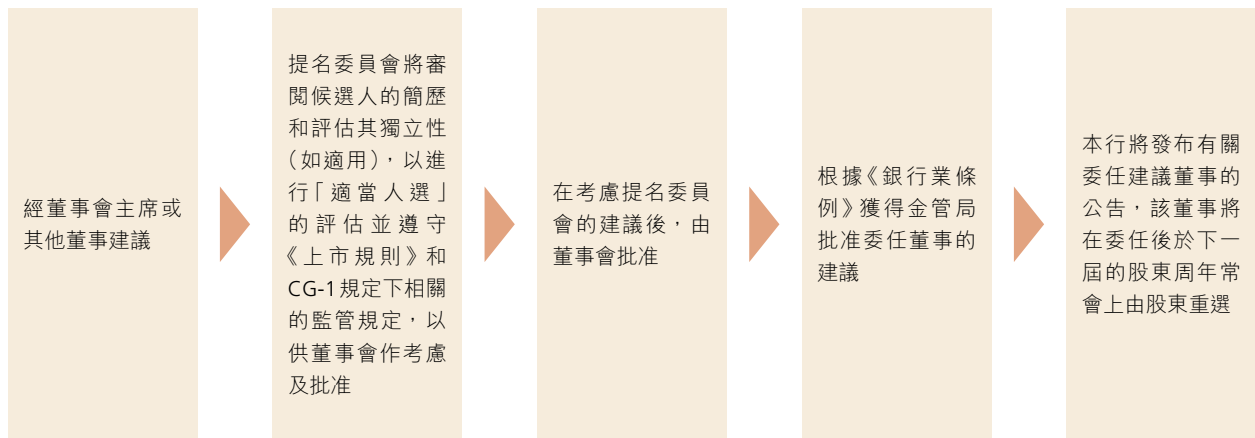 經董事會主席或
其他董事建議
提名委員會將審
閱候選人的簡歷
和評估其獨立性
(如適用)，以進
行「適當人選」
的評估並遵守
《上市規則》和
CG-1規定下相關
的監管規定，以
供董事會作考慮
及批准
在考慮提名委員
會的建議後，由
董事會批准
根據《銀行業條
例》獲得金管局
批准委任董事的
建議
本行將發布有關
委任建議董事的
公告，該董事將
在委任後於下一
屆的股東周年常
會上由股東重選